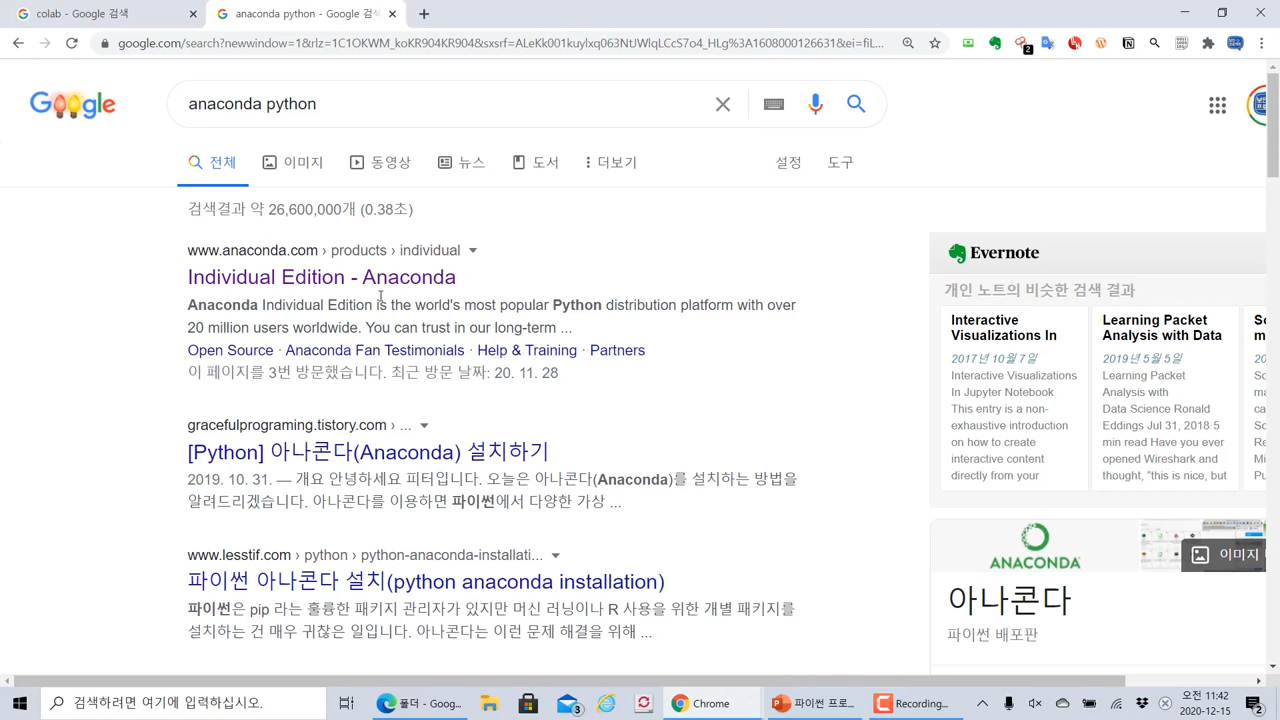 colab - Google 검색
anaconda python - Google 검색
google.com/search?newwindow=1&rlz=1C1OKWM_koKR904KR904&sxsrf=ALeKk001kuylxq063NtJWlqLCcS7o4_HLg%3A1608000126631&ei=fiL...
2
Google
anaconda python
전체
이미지
동영상
뉴스
도서
더보기
설정
도구
검색결과 약 26,600,000개 (0.38초)
www.anaconda.com › products › individual
Individual Edition - Anaconda
Anaconda Individual Edition is the world's most popular Python distribution platform with over
20 million users worldwide. You can trust in our long-term ...
Open Source · Anaconda Fan Testimonials · Help & Training · Partners
이 페이지를 3번 방문했습니다. 최근 방문 날짜: 20. 11. 28
gracefulprograming.tistory.com › ...
[Python] 아나콘다(Anaconda) 설치하기
2019. 10. 31. — 개요 안녕하세요 피터입니다. 오늘은 아나콘다(Anaconda)를 설치하는 방법을
알려드리겠습니다. 아나콘다를 이용하면 파이썬에서 다양한 가상 ...
www.lesstif.com › python › python-anaconda-installati...
파이썬 아나콘다 설치(python anaconda installation)
파이썬은 pip 라는 훌륭한 패키지 관리자가 있지만 머신 러닝이나 R 사용을 위한 개별 패키지를
설치하는 건 매우 귀찮은 일입니다. 아나콘다는 이런 문제 해결을 위해 ...
Evernote
개인 노트의 비슷한 검색 결과
Interactive
Visualizations In
2017년 10월 7일
Interactive Visualizations
In Jupyter Notebook
This entry is a non-
exhaustive introduction
on how to create
interactive content
directly from your
Learning Packet
Analysis with Data
2019년 5월 5일
Learning Packet
Analysis with
Data Science Ronald
Eddings Jul 31, 2018·5
min read Have you ever
opened Wireshark and
thought, "this is nice, but
ANACONDA
이미지
아나콘다
파이썬 배포판
검색하려면 여기에 입력하십시오.
폴더 - Goog...
3
Chrome
파이썬 프로...
Recording...
오전 11:42
2020-12-15
2